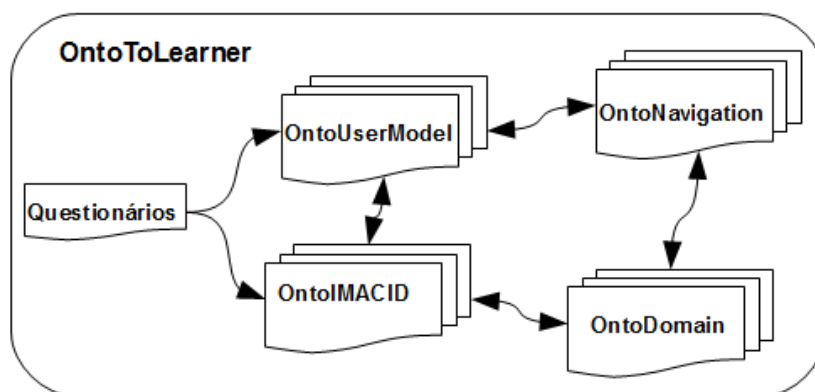 OntoToLearner
OntoUserModel
OntoNavigation
Questionários
OntoIMACID
OntoDomain